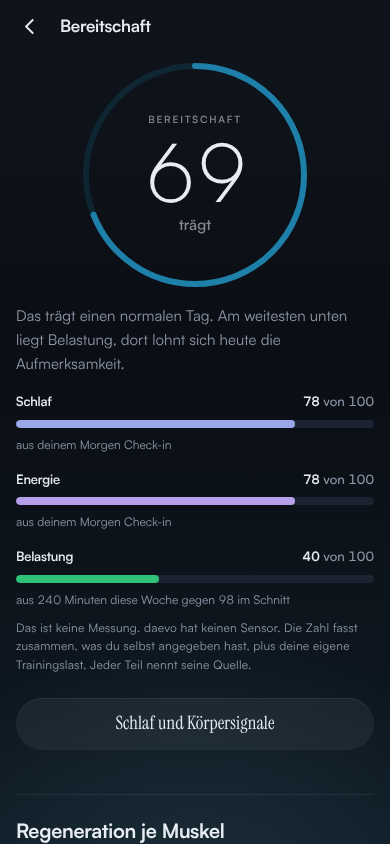 Bereitschaft
BEREITSCHAFT
69
trägt
Das trägt einen normalen Tag. Am weitesten unten
liegt Belastung, dort lohnt sich heute die
Aufmerksamkeit.
Schlaf 78 von 100
aus deinem Morgen Check-in
Energie 78 von 100
aus deinem Morgen Check-in
Belastung 40 von 100
aus 240 Minuten diese Woche gegen 98 im Schnitt
Das ist keine Messung, daevo hat keinen Sensor. Die Zahl fasst
zusammen, was du selbst angegeben hast, plus deine eigene
Trainingslast. Jeder Teil nennt seine Quelle.
Schlaf und Körpersignale
Regeneration je Muskel